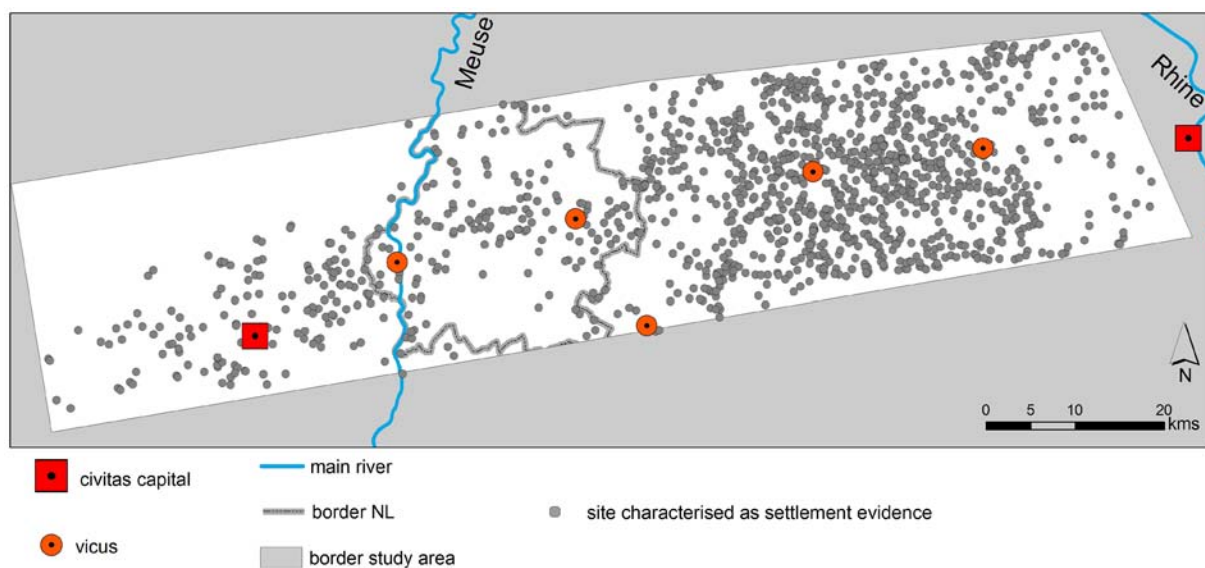 Meuse
Rhine
N
0 5 10 20
kms
civitas capital
main river
border NL
site characterised as settlement evidence
vicus
border study area